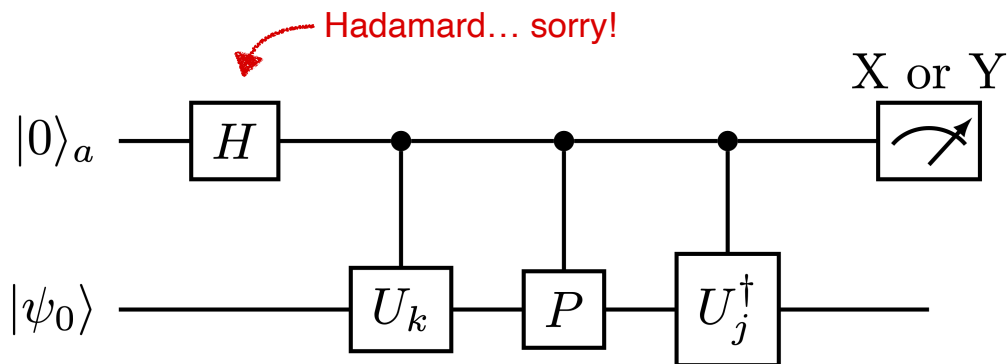 Hadamard… sorry!
X or Y
|0⟩ₐ H
|ψ₀⟩ Uₖ P Uⱼ†